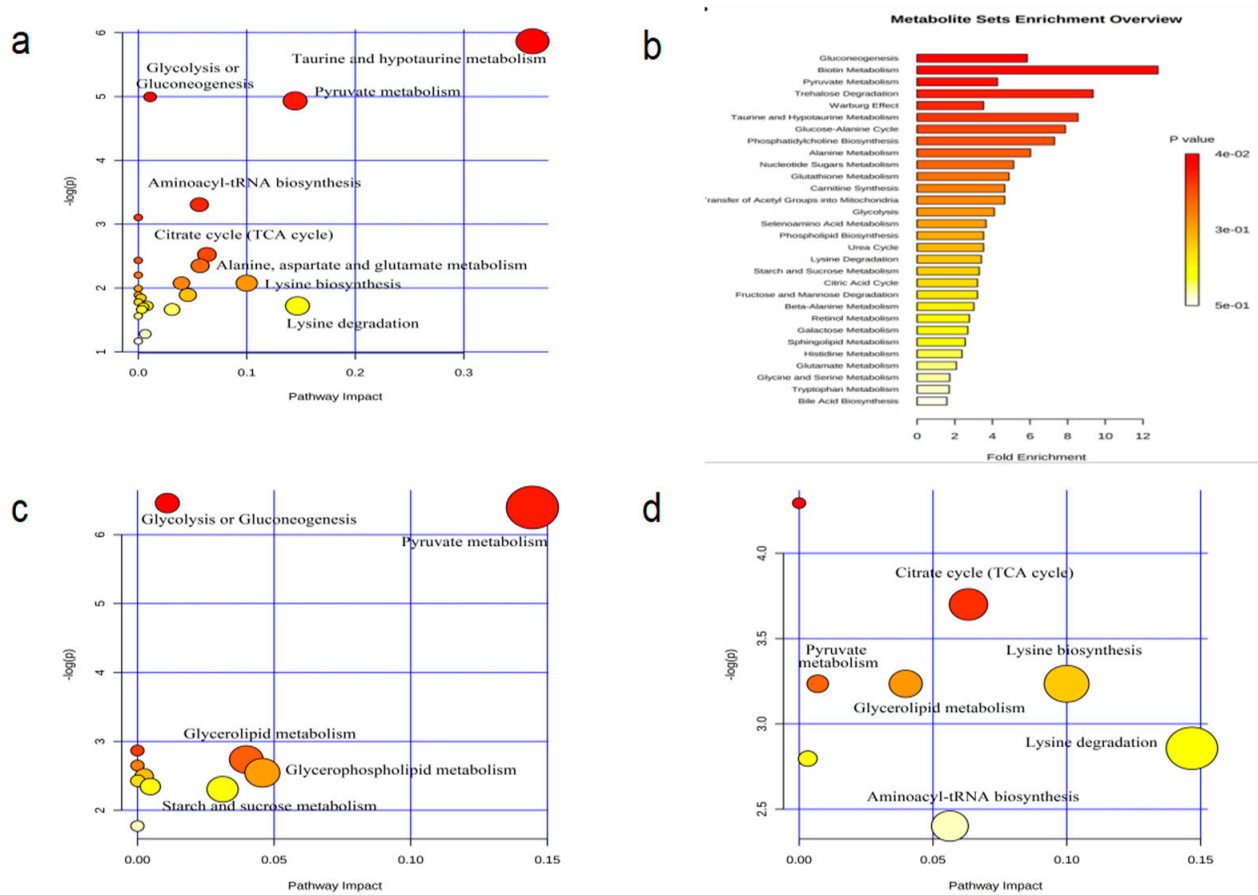 a
6
5
4
3
2
1
-log(p)
Taurine and hypotaurine metabolism
Glycolysis or
Gluconeogenesis
Pyruvate metabolism
Aminoacyl-tRNA biosynthesis
Citrate cycle (TCA cycle)
Alanine, aspartate and glutamate metabolism
Lysine biosynthesis
Lysine degradation
0.0
0.1
0.2
0.3
Pathway Impact
b
Metabolite Sets Enrichment Overview
Gluconeogenesis
Biotin Metabolism
Pyruvate Metabolism
Trehalose Degradation
Warburg Effect
Taurine and Hypotaurine Metabolism
Glucose-Alanine Cycle
Phosphatidylcholine Biosynthesis
Alanine Metabolism
Nucleotide Sugars Metabolism
Glutathione Metabolism
Carnitine Synthesis
Transfer of Acetyl Groups into Mitochondria
Glycolysis
Selenoamino Acid Metabolism
Phospholipid Biosynthesis
Urea Cycle
Lysine Degradation
Starch and Sucrose Metabolism
Citric Acid Cycle
Fructose and Mannose Degradation
Beta-Alanine Metabolism
Retinol Metabolism
Galactose Metabolism
Sphingolipid Metabolism
Histidine Metabolism
Glutamate Metabolism
Glycine and Serine Metabolism
Tryptophan Metabolism
Bile Acid Biosynthesis
0 2 4 6 8 10 12
Fold Enrichment
P value
4e-02
3e-01
5e-01
c
6
5
4
3
2
-log(p)
Glycolysis or Gluconeogenesis
Pyruvate metabolism
Glycerolipid metabolism
Glycerophospholipid metabolism
Starch and sucrose metabolism
0.00 0.05 0.10 0.15
Pathway Impact
d
4.0
3.5
3.0
2.5
-log(p)
Citrate cycle (TCA cycle)
Pyruvate
metabolism
Lysine biosynthesis
Glycerolipid metabolism
Lysine degradation
Aminoacyl-tRNA biosynthesis
0.00 0.05 0.10 0.15
Pathway Impact